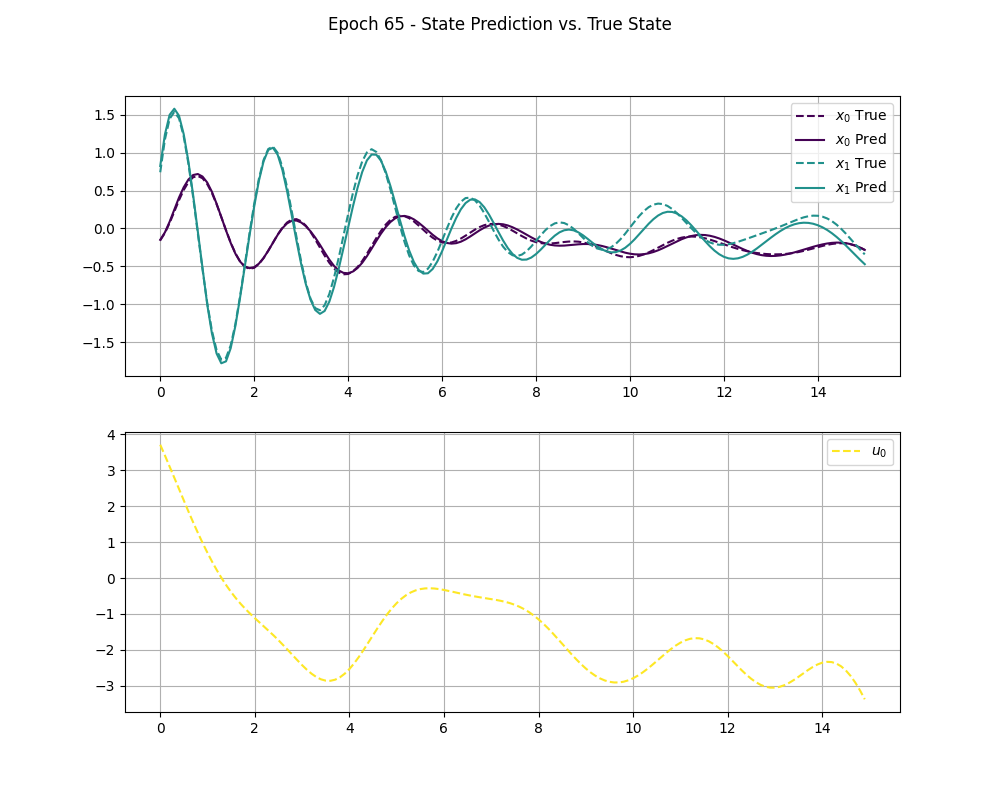 Epoch 65 - State Prediction vs. True State
1.5
1.0
0.5
0.0
−0.5
−1.0
−1.5
x₀ True
x₀ Pred
x₁ True
x₁ Pred
0 2 4 6 8 10 12 14
4
3
2
1
0
−1
−2
−3
u₀
0 2 4 6 8 10 12 14